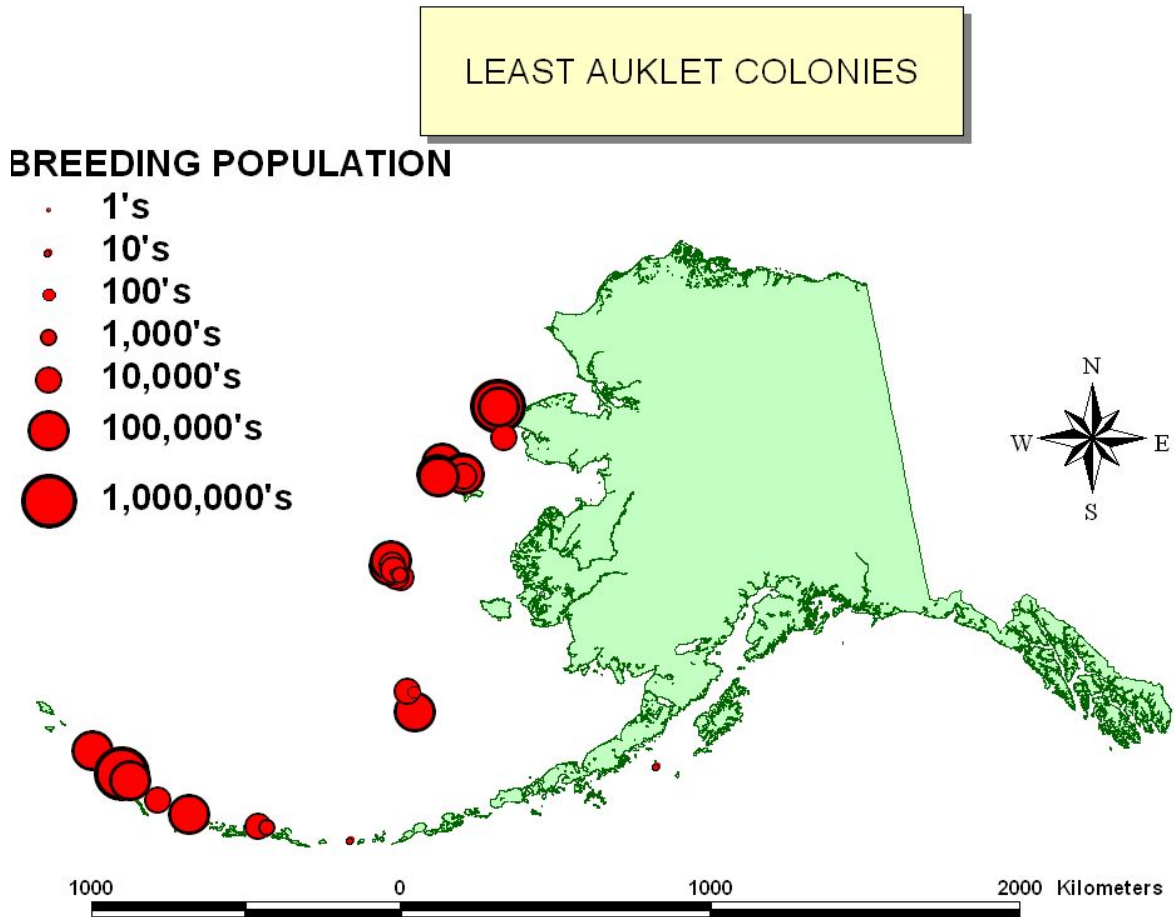 LEAST AUKLET COLONIES
BREEDING POPULATION
1's
10's
100's
1,000's
10,000's
100,000's
1,000,000's
N
W E
S
1000 0 1000 2000 Kilometers